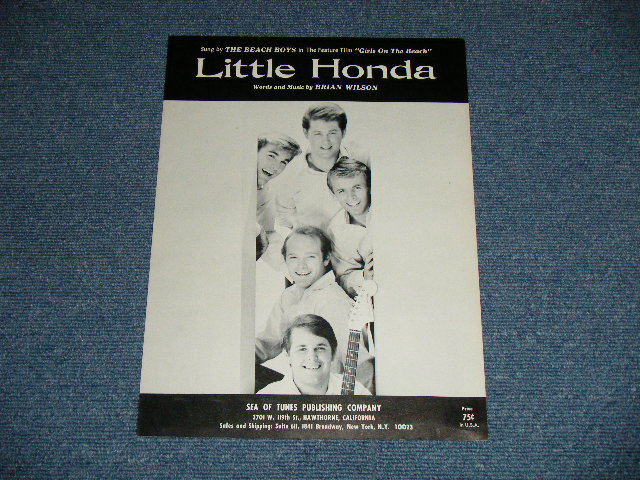 Sung by THE BEACH BOYS in The Feature Film "Girls On The Beach"
Little Honda
Words and Music by BRIAN WILSON
SEA OF TUNES PUBLISHING COMPANY
3701 W. 119th St., HAWTHORNE, CALIFORNIA
Sales and Shipping: Suite 611, 1841 Broadway, New York, N.Y. 10023
Price
75¢
in U.S.A.